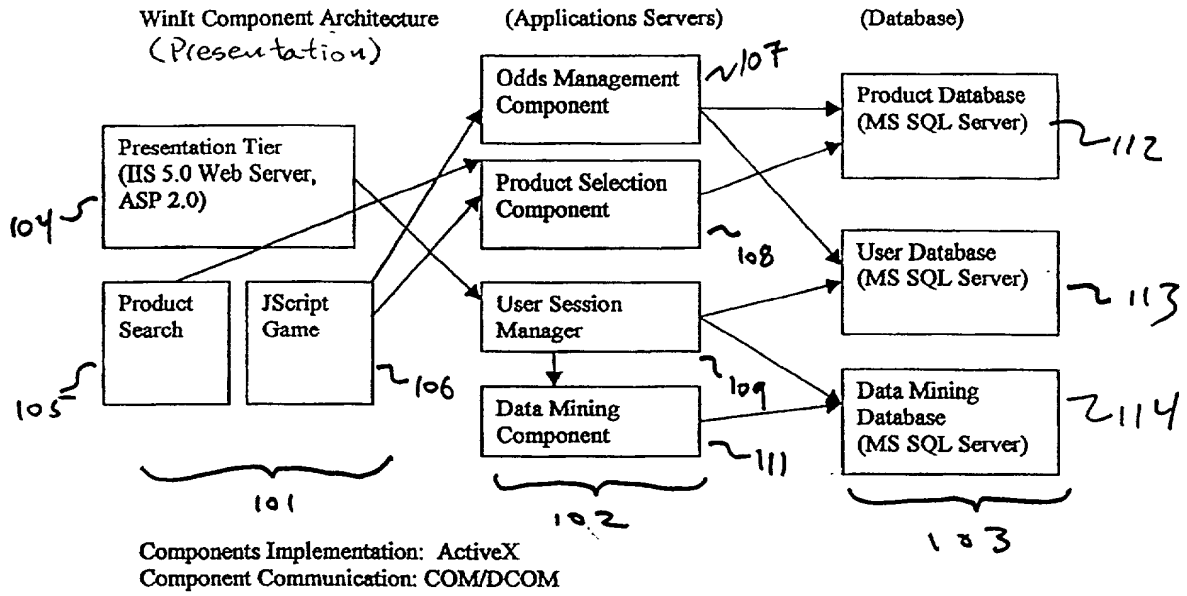 WinIt Component Architecture
(Presentation)
(Applications Servers)
(Database)
Odds Management
Component
107
Product Database
(MS SQL Server)
112
Presentation Tier
(IIS 5.0 Web Server,
ASP 2.0)
104
Product Selection
Component
108
User Database
(MS SQL Server)
113
Product
Search
105
JScript
Game
106
User Session
Manager
109
Data Mining
Component
111
Data Mining
Database
(MS SQL Server)
114
101
102
103
Components Implementation: ActiveX
Component Communication: COM/DCOM